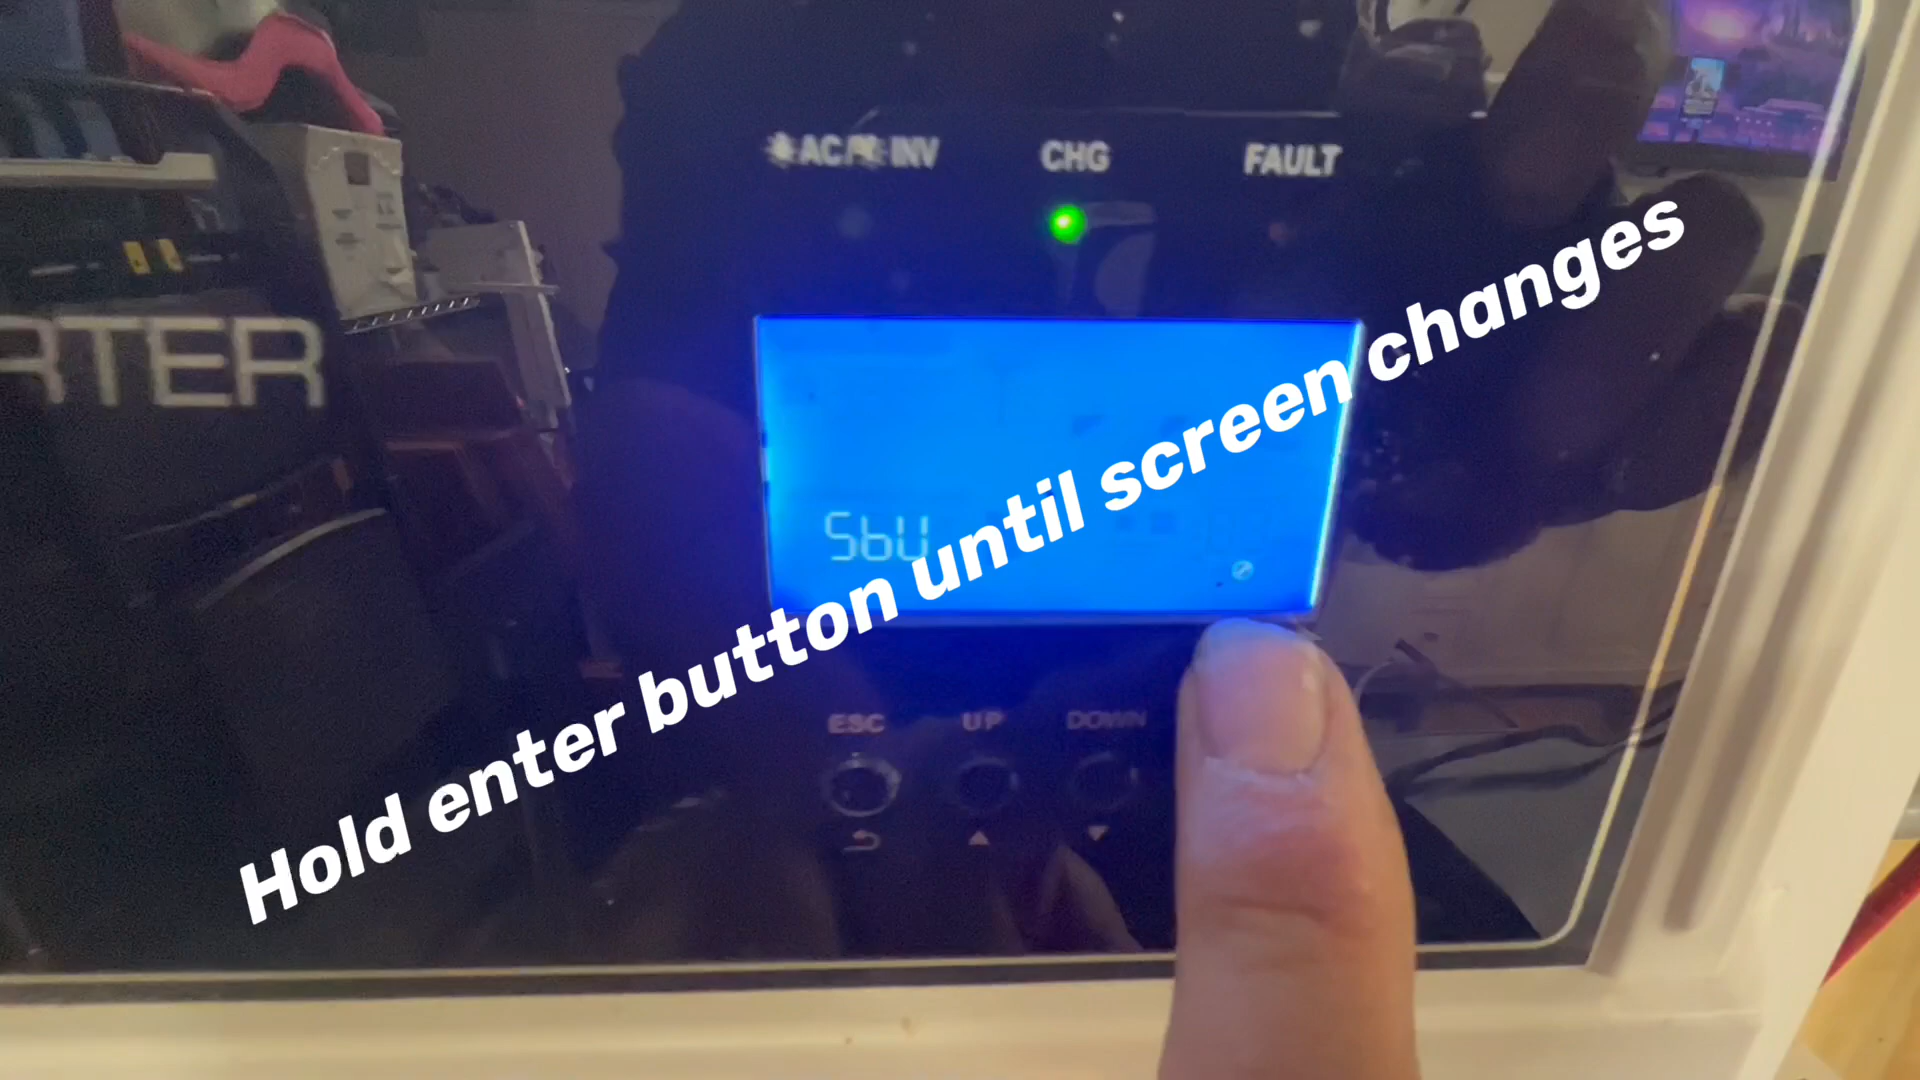 AC INV
CHG
FAULT
RTER
SbU
Hold enter button until screen changes
ESC
UP
DOWN